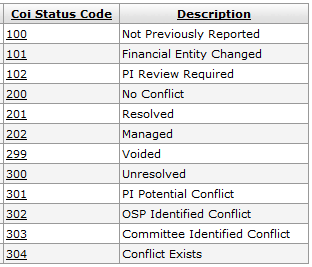 Coi Status Code Description
100 Not Previously Reported
101 Financial Entity Changed
102 PI Review Required
200 No Conflict
201 Resolved
202 Managed
299 Voided
300 Unresolved
301 PI Potential Conflict
302 OSP Identified Conflict
303 Committee Identified Conflict
304 Conflict Exists